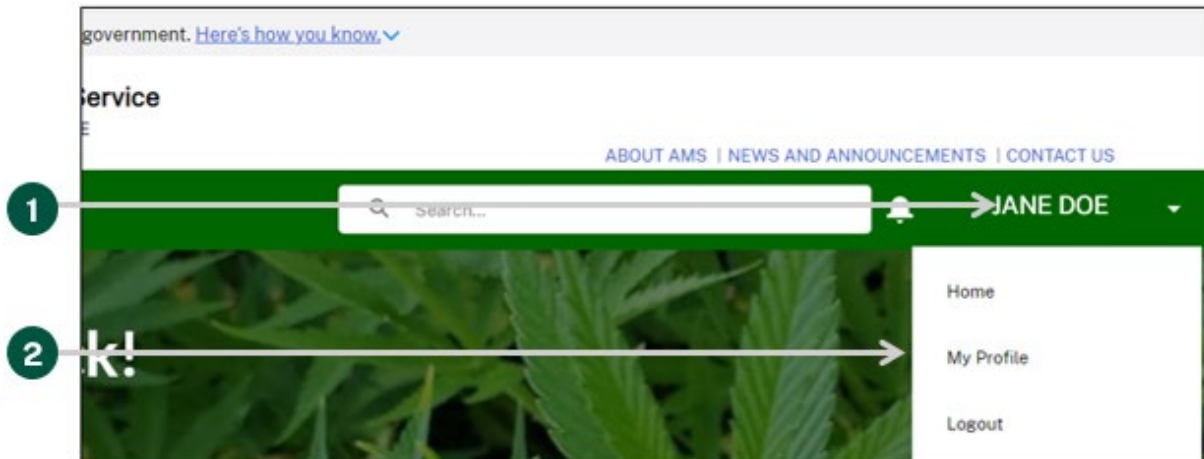 government. Here's how you know.
Service
E
ABOUT AMS | NEWS AND ANNOUNCEMENTS | CONTACT US
1
Search...
JANE DOE
Home
2
k!
My Profile
Logout